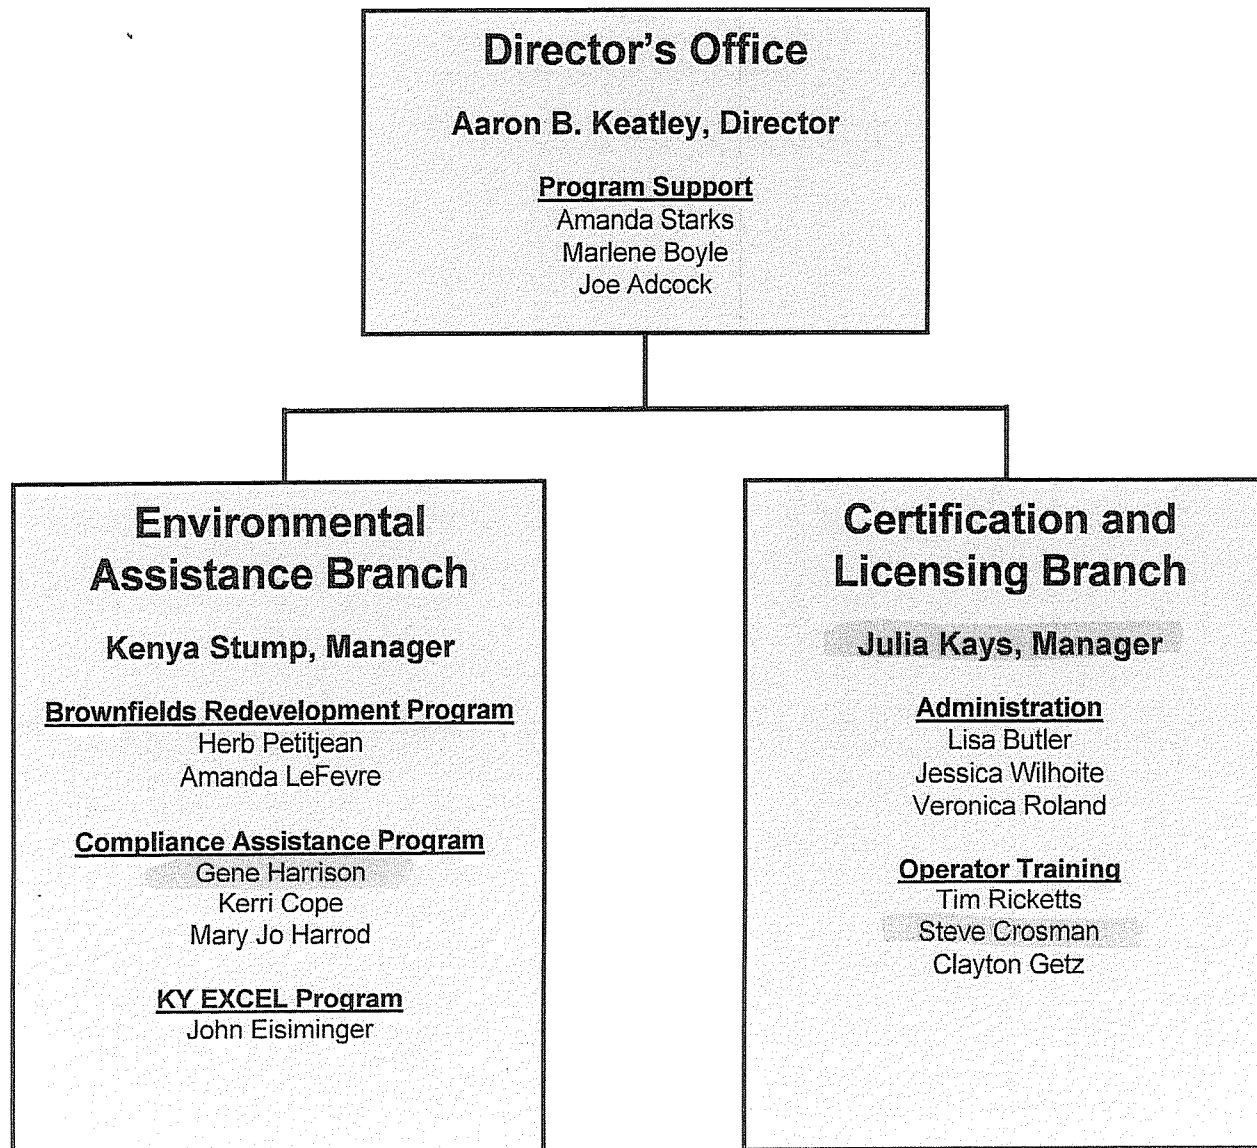 Director's Office
Aaron B. Keatley, Director
Program Support
Amanda Starks
Marlene Boyle
Joe Adcock
Environmental
Assistance Branch
Kenya Stump, Manager
Brownfields Redevelopment Program
Herb Petitjean
Amanda LeFevre
Compliance Assistance Program
Gene Harrison
Kerri Cope
Mary Jo Harrod
KY EXCEL Program
John Eisiminger
Certification and
Licensing Branch
Julia Kays, Manager
Administration
Lisa Butler
Jessica Wilhoite
Veronica Roland
Operator Training
Tim Ricketts
Steve Crosman
Clayton Getz